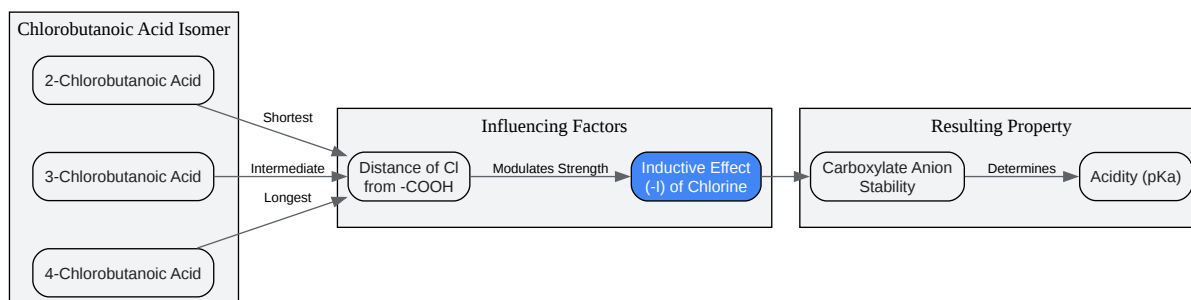 Chlorobutanoic Acid Isomer
2-Chlorobutanoic Acid
3-Chlorobutanoic Acid
4-Chlorobutanoic Acid
Shortest
Intermediate
Longest
Influencing Factors
Distance of Cl
from -COOH
Modulates Strength
Inductive Effect
(-I) of Chlorine
Resulting Property
Carboxylate Anion
Stability
Determines
Acidity (pKa)